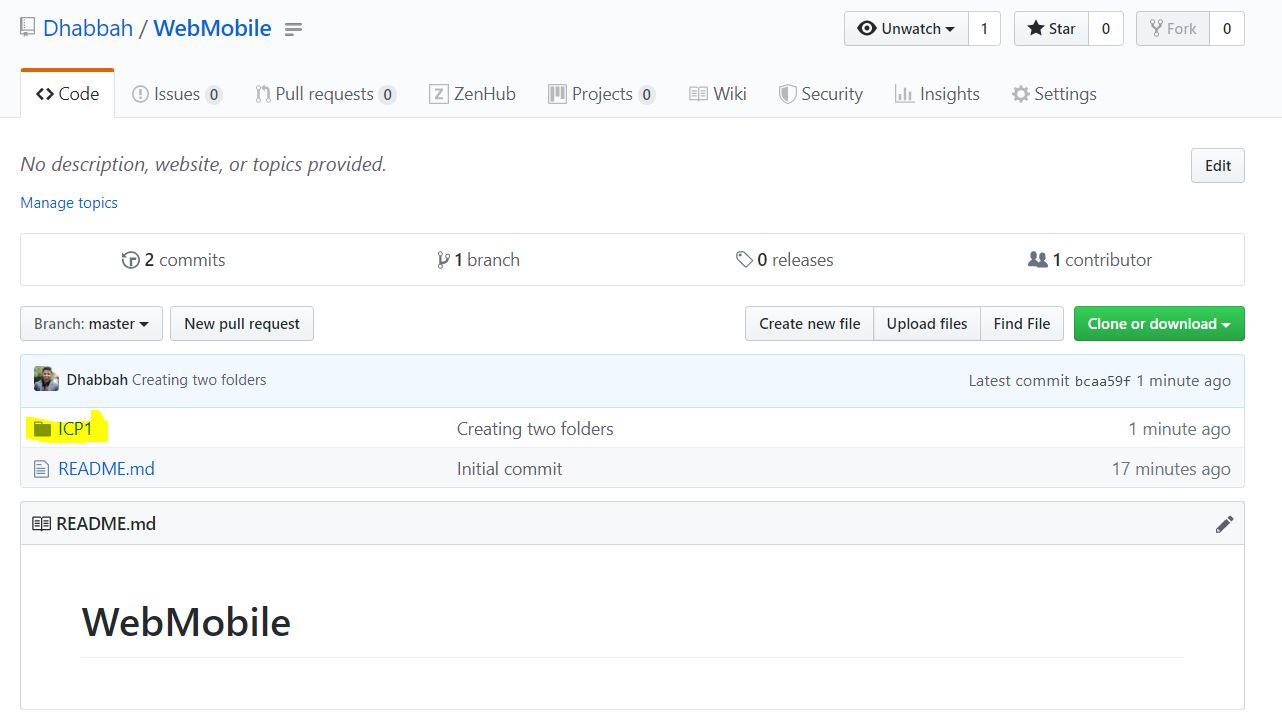 Dhabbah / WebMobile
Unwatch 1 Star 0 Fork 0
Code Issues 0 Pull requests 0 ZenHub Projects 0 Wiki Security Insights Settings
No description, website, or topics provided.
Edit
Manage topics
2 commits 1 branch 0 releases 1 contributor
Branch: master New pull request Create new file Upload files Find File Clone or download
Dhabbah Creating two folders Latest commit bcaa59f 1 minute ago
ICP1 Creating two folders 1 minute ago
README.md Initial commit 17 minutes ago
README.md
WebMobile